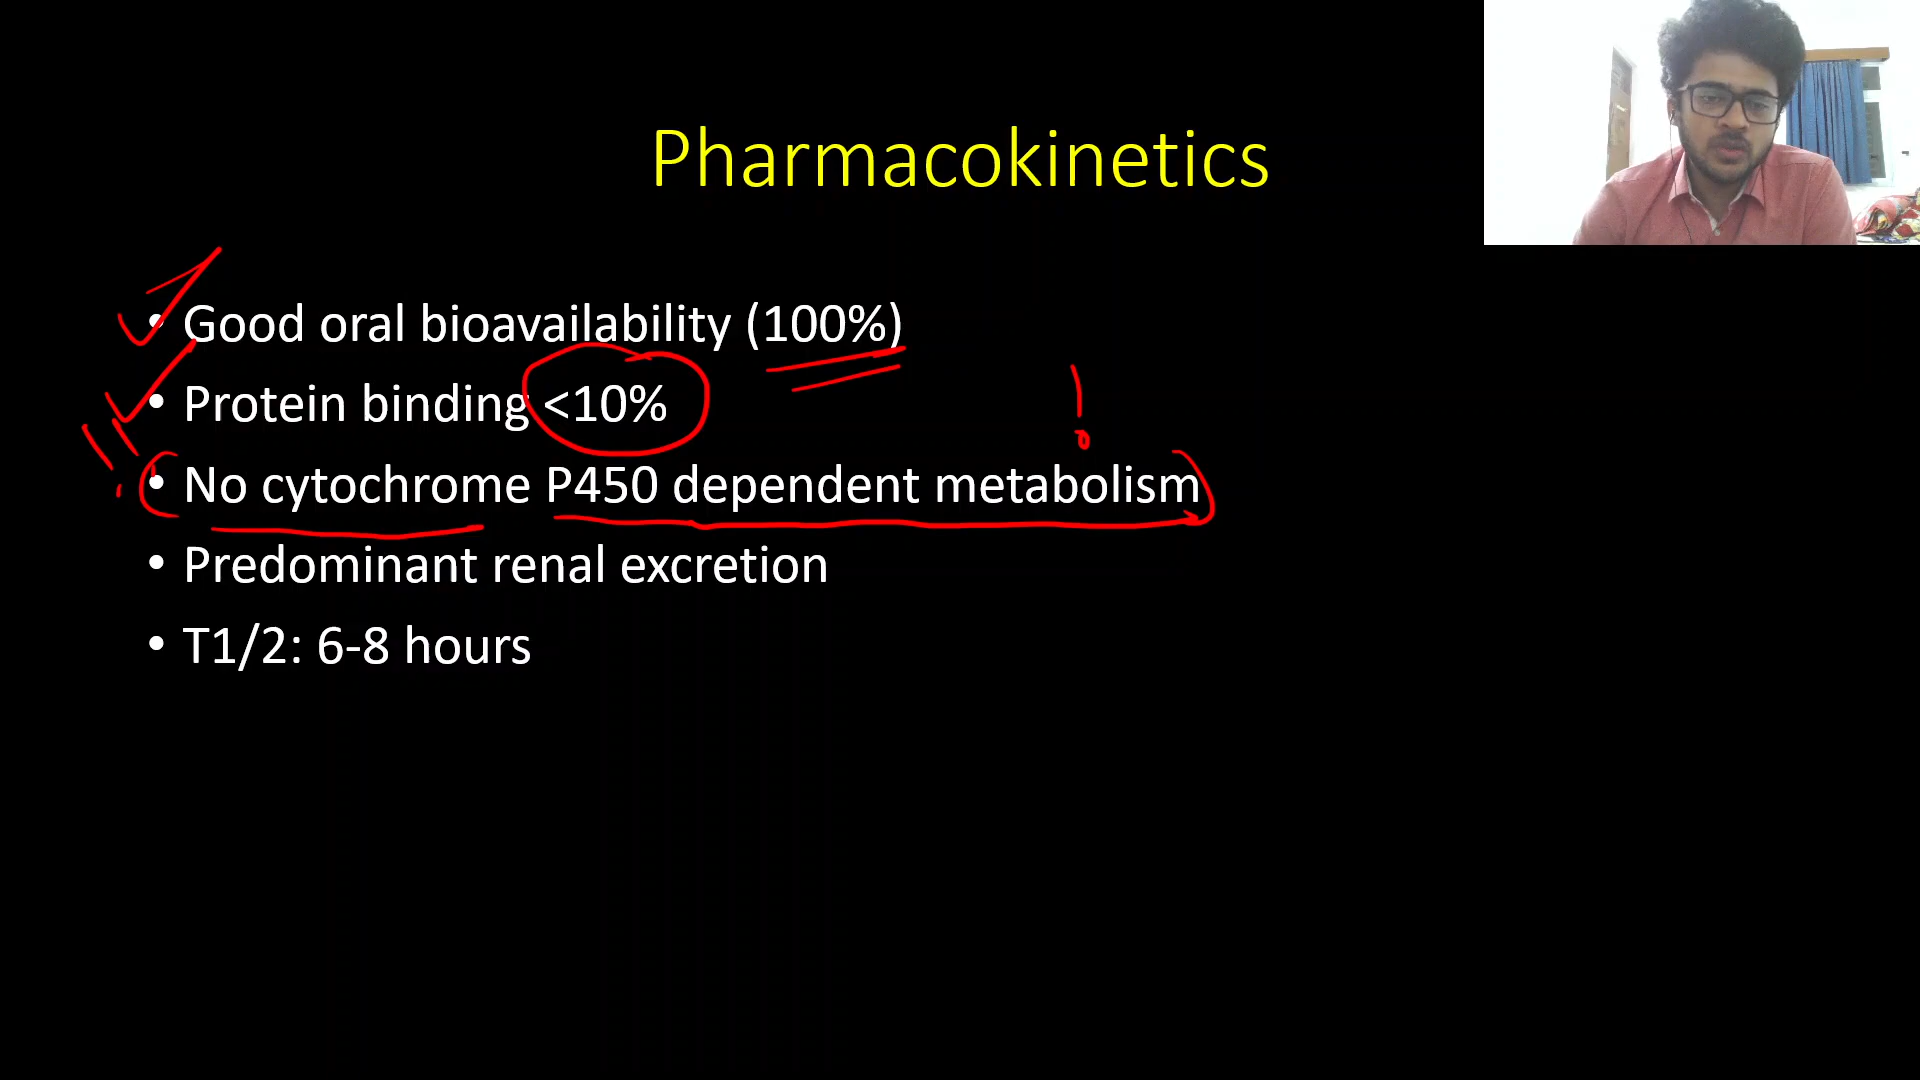 Pharmacokinetics
• Good oral bioavailability (100%)
• Protein binding <10%
• No cytochrome P450 dependent metabolism
• Predominant renal excretion
• T1/2: 6-8 hours